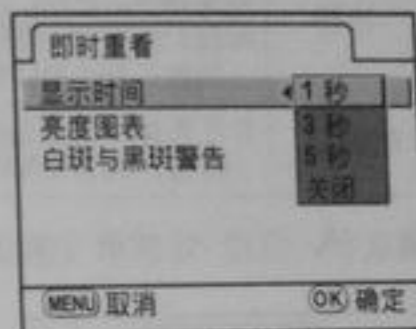 即时重看
显示时间 1 秒
亮度图表 3 秒
白斑与黑斑警告 5 秒
关闭
MENU 取消 OK 确定